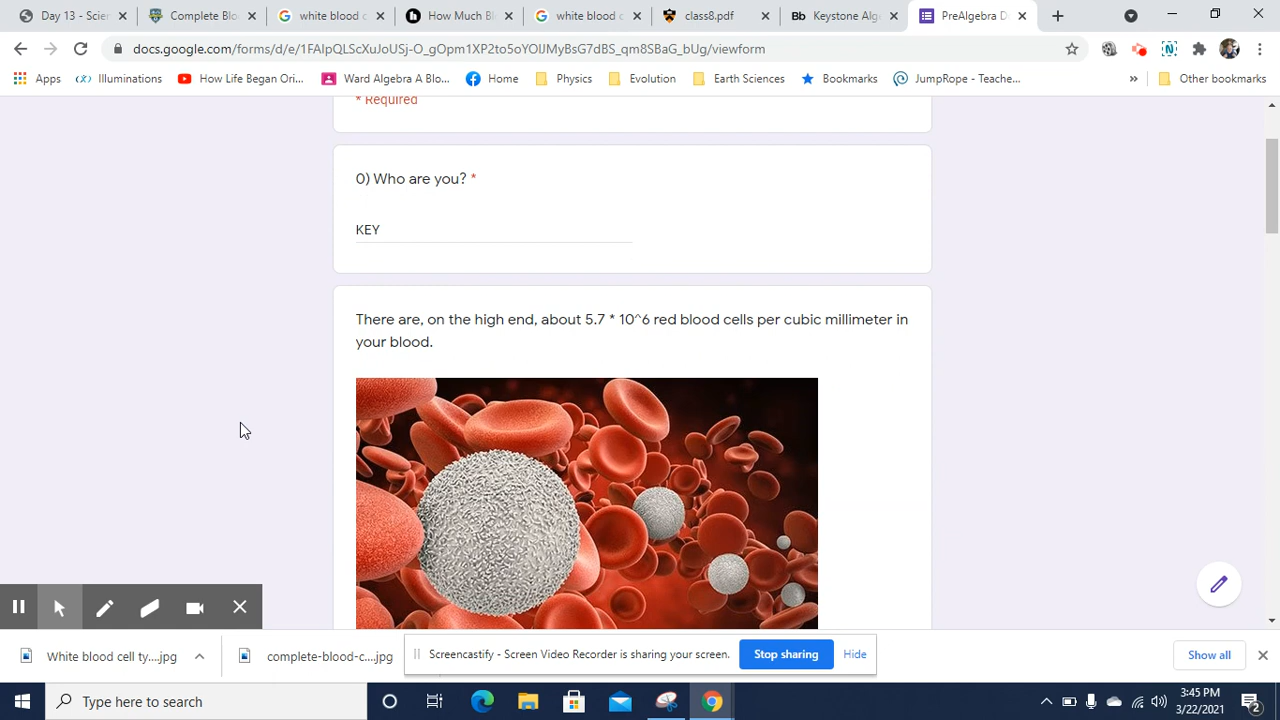 Day 13 - Scien
Complete Bl
white blood c
How Much B
white blood c
class8.pdf
Bb
Keystone Alg
PreAlgebra D
docs.google.com/forms/d/e/1FAIpQLScXuJoUSj-O_gOpm1XP2to5oYOlJMyBsG7dBS_qm8SBaG_bUg/viewform
Apps
Illuminations
How Life Began Ori...
Ward Algebra A Blo...
Home
Physics
Evolution
Earth Sciences
Bookmarks
JumpRope - Teache...
»
Other bookmarks
* Required
0) Who are you? *
KEY
There are, on the high end, about 5.7 * 10^6 red blood cells per cubic millimeter in
your blood.
White blood cell ty....jpg
complete-blood-c....jpg
Screencastify - Screen Video Recorder is sharing your screen.
Stop sharing
Hide
Show all
Type here to search
3:45 PM
3/22/2021
2